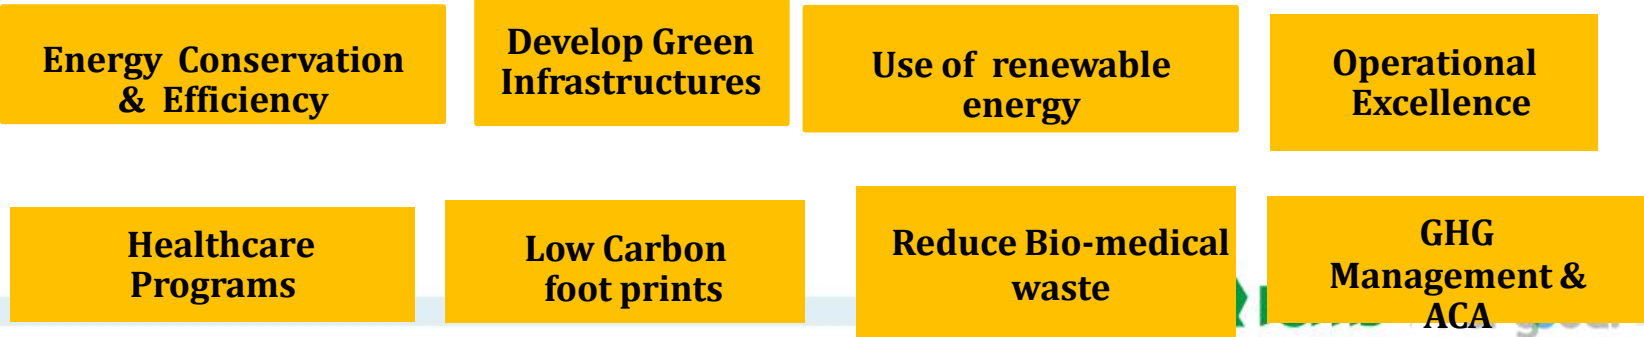 Energy Conservation
& Efficiency
Develop Green
Infrastructures
Use of renewable
energy
Operational
Excellence
Healthcare
Programs
Low Carbon
foot prints
Reduce Bio-medical
waste
GHG
Management &
ACA